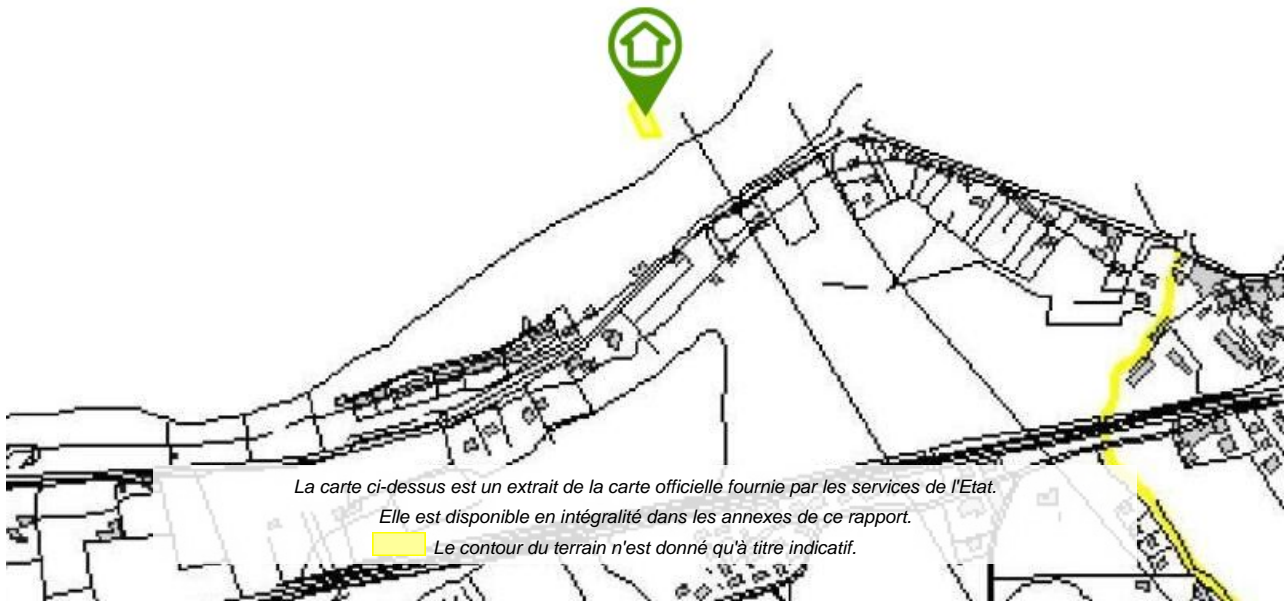 La carte ci-dessus est un extrait de la carte officielle fournie par les services de l'Etat.
Elle est disponible en intégralité dans les annexes de ce rapport.
Le contour du terrain n'est donné qu'à titre indicatif.